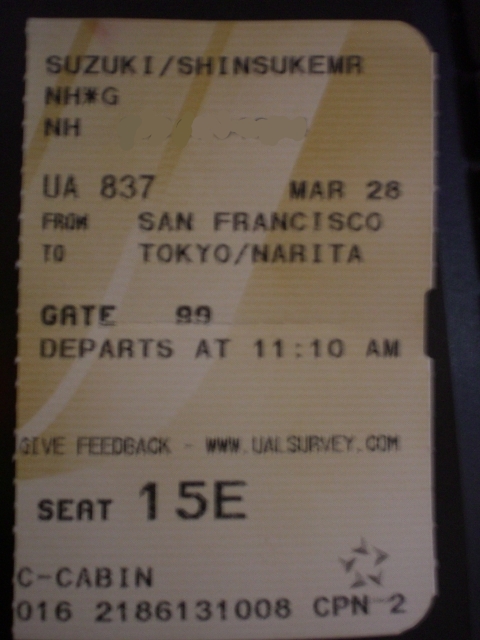 SUZUKI/SHINSUKEMR
NH*G
NH
UA 837 MAR 28
FROM SAN FRANCISCO
TO TOKYO/NARITA
GATE 99
DEPARTS AT 11:10 AM
GIVE FEEDBACK - WWW.UALSURVEY.COM
SEAT 15E
C-CABIN
016 2186131008 CPN 2